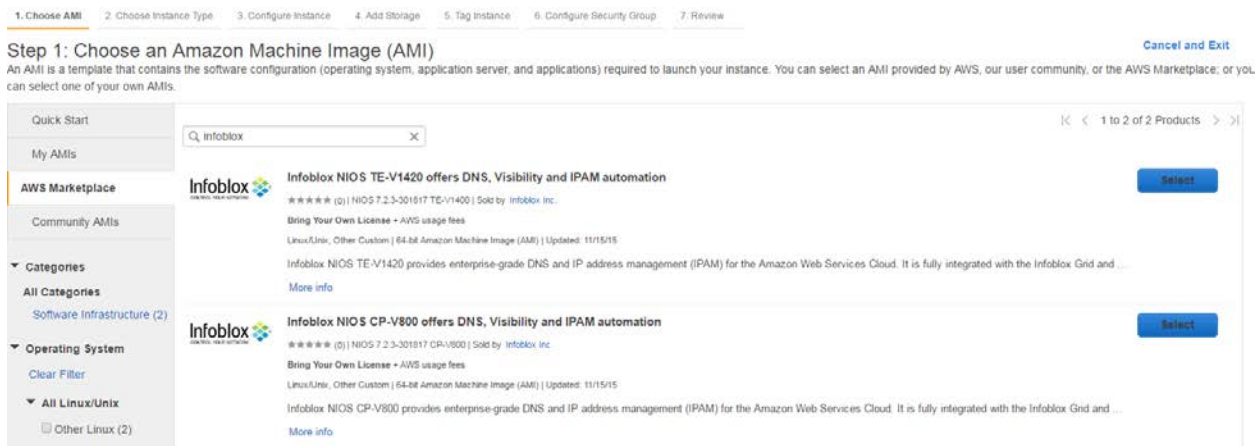 1. Choose AMI 2. Choose Instance Type 3. Configure Instance 4. Add Storage 5. Tag Instance 6. Configure Security Group 7. Review
Step 1: Choose an Amazon Machine Image (AMI)
Cancel and Exit
An AMI is a template that contains the software configuration (operating system, application server, and applications) required to launch your instance. You can select an AMI provided by AWS, our user community, or the AWS Marketplace; or you
can select one of your own AMIs.
Quick Start
My AMIs
AWS Marketplace
Community AMIs
Categories
All Categories
Software Infrastructure (2)
Operating System
Clear Filter
All Linux/Unix
Other Linux (2)
infoblox
1 to 2 of 2 Products
Infoblox
CONTROL YOUR NETWORK
Infoblox NIOS TE-V1420 offers DNS, Visibility and IPAM automation
Select
(0) | NIOS 7.2.3-301817 TE-V1400 | Sold by Infoblox Inc.
Bring Your Own License + AWS usage fees
Linux/Unix, Other Custom | 64-bit Amazon Machine Image (AMI) | Updated: 11/15/15
Infoblox NIOS TE-V1420 provides enterprise-grade DNS and IP address management (IPAM) for the Amazon Web Services Cloud. It is fully integrated with the Infoblox Grid and ...
More info
Infoblox
CONTROL YOUR NETWORK
Infoblox NIOS CP-V800 offers DNS, Visibility and IPAM automation
Select
(0) | NIOS 7.2.3-301817 CP-V800 | Sold by Infoblox Inc.
Bring Your Own License + AWS usage fees
Linux/Unix, Other Custom | 64-bit Amazon Machine Image (AMI) | Updated: 11/15/15
Infoblox NIOS CP-V800 provides enterprise-grade DNS and IP address management (IPAM) for the Amazon Web Services Cloud. It is fully integrated with the Infoblox Grid and ...
More info